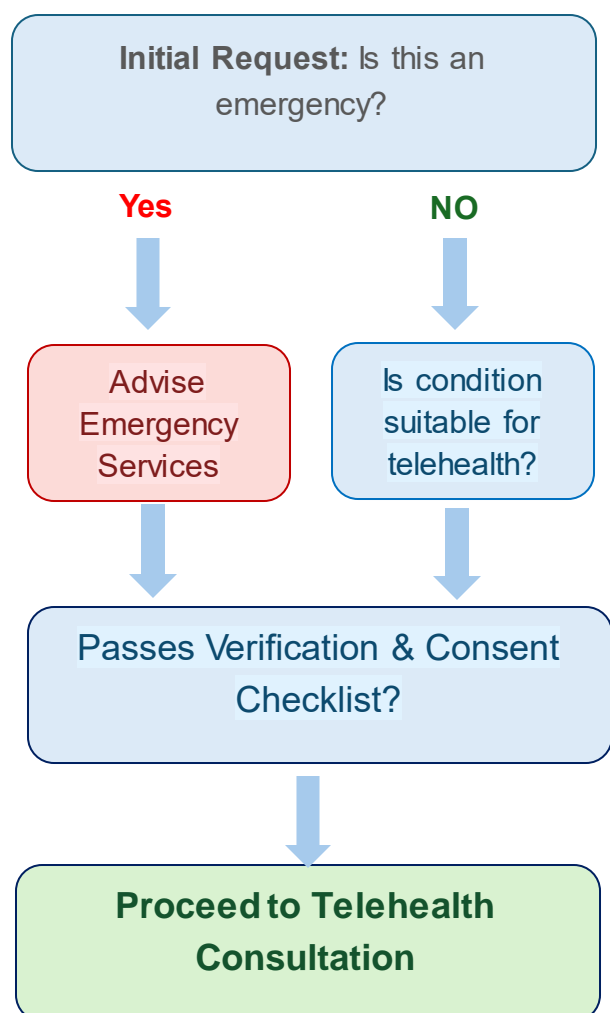 Initial Request: Is this an
emergency?
Yes
NO
Advise
Emergency
Services
Is condition
suitable for
telehealth?
Passes Verification & Consent
Checklist?
Proceed to Telehealth
Consultation